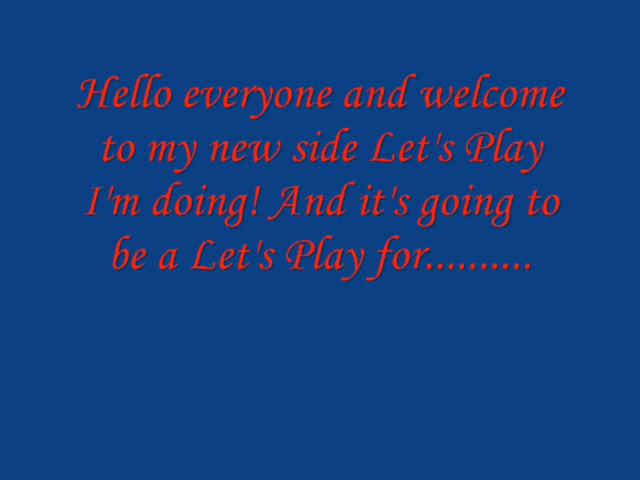 Hello everyone and welcome
to my new side Let's Play
I'm doing! And it's going to
be a Let's Play for..........